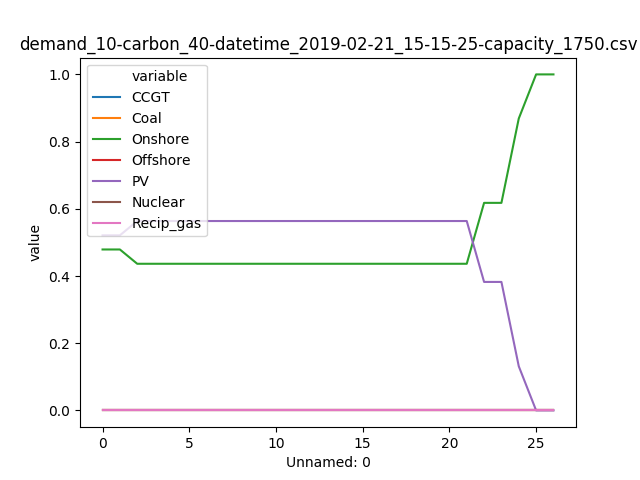 demand_10-carbon_40-datetime_2019-02-21_15-15-25-capacity_1750.csv
variable
CCGT
Coal
Onshore
Offshore
PV
Nuclear
Recip_gas
value
1.0
0.8
0.6
0.4
0.2
0.0
0 5 10 15 20 25
Unnamed: 0